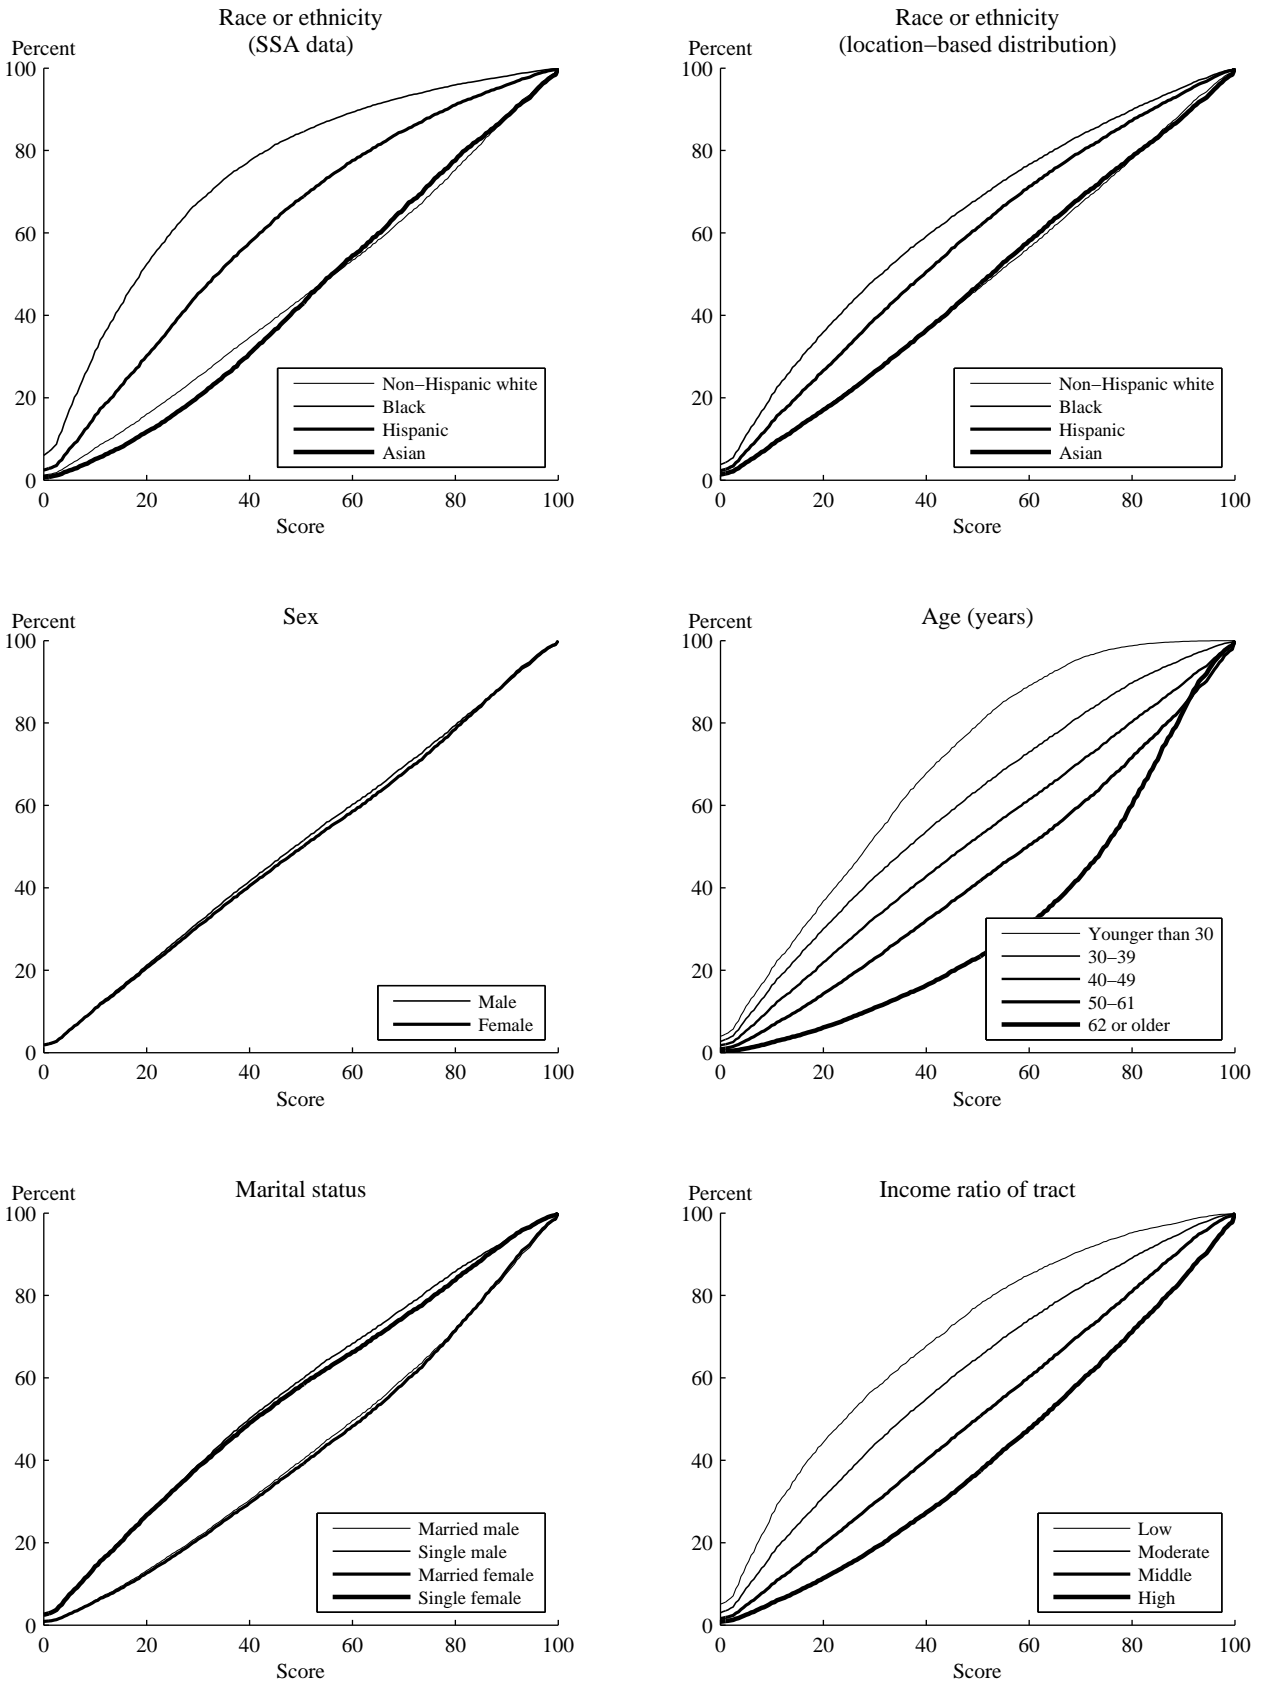 Race or ethnicity
(SSA data)
Percent
100
80
60
40
20
0
Non−Hispanic white
Black
Hispanic
Asian
0 20 40 60 80 100
Score
Race or ethnicity
(location−based distribution)
Percent
100
80
60
40
20
0
Non−Hispanic white
Black
Hispanic
Asian
0 20 40 60 80 100
Score
Sex
Percent
100
80
60
40
20
0
Male
Female
0 20 40 60 80 100
Score
Age (years)
Percent
100
80
60
40
20
0
Younger than 30
30−39
40−49
50−61
62 or older
0 20 40 60 80 100
Score
Marital status
Percent
100
80
60
40
20
0
Married male
Single male
Married female
Single female
0 20 40 60 80 100
Score
Income ratio of tract
Percent
100
80
60
40
20
0
Low
Moderate
Middle
High
0 20 40 60 80 100
Score